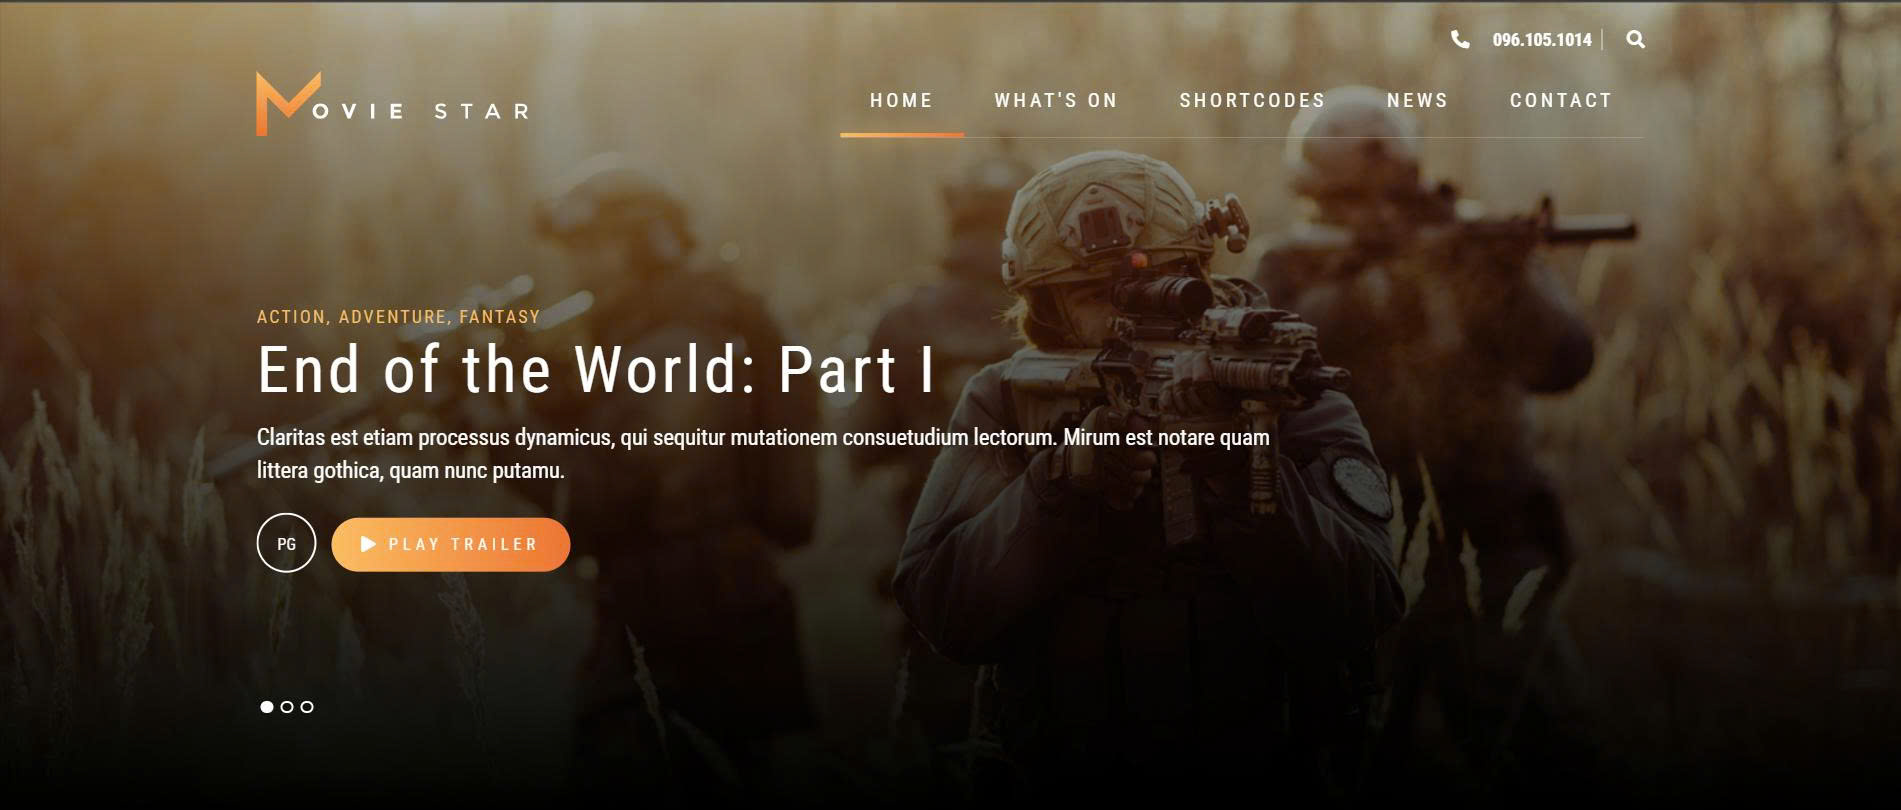 096.105.1014
MOVIE STAR
HOME WHAT'S ON SHORTCODES NEWS CONTACT
ACTION, ADVENTURE, FANTASY
End of the World: Part I
Claritas est etiam processus dynamicus, qui sequitur mutationem consuetudium lectorum. Mirum est notare quam
littera gothica, quam nunc putamu.
PG PLAY TRAILER